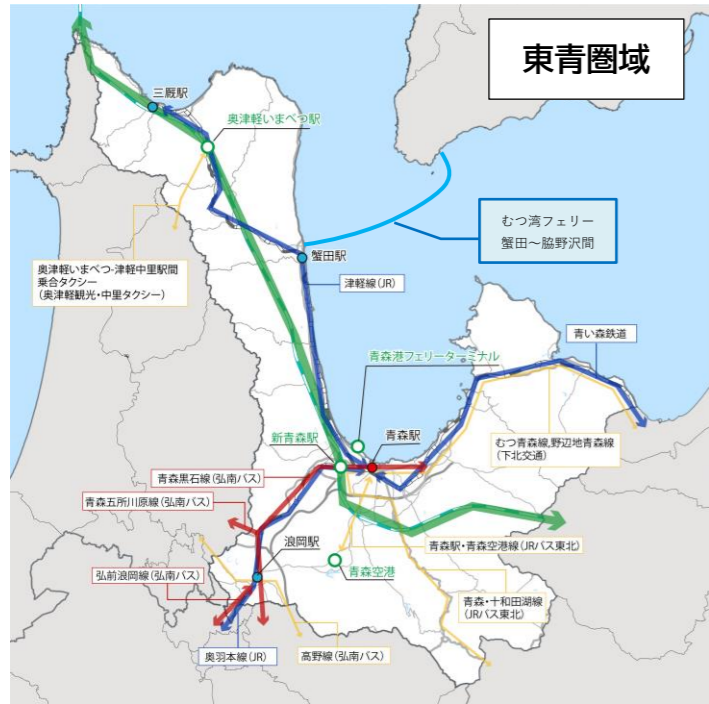 東青圏域
三厩駅
奥津軽いまべつ駅
むつ湾フェリー
蟹田～脇野沢間
蟹田駅
奥津軽いまべつ-津軽中里駅間
乗合タクシー
(奥津軽観光・中里タクシー)
津軽線(JR)
青い森鉄道
青森港フェリーターミナル
青森駅
新青森駅
むつ青森線,野辺地青森線
(下北交通)
青森黒石線(弘南バス)
青森五所川原線(弘南バス)
浪岡駅
青森駅・青森空港線(JRバス東北)
弘前浪岡線(弘南バス)
青森空港
青森・十和田湖線
(JRバス東北)
奥羽本線(JR)
高野線(弘南バス)